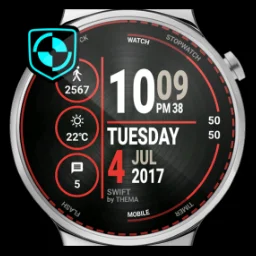 WATCH
STOPWATCH
2567
10 09
PM 38
22°C
TUESDAY
50
50
4 JUL
2017
5
SWIFT
by THEMA
FLASH
MOBILE
TIMER
ALARM